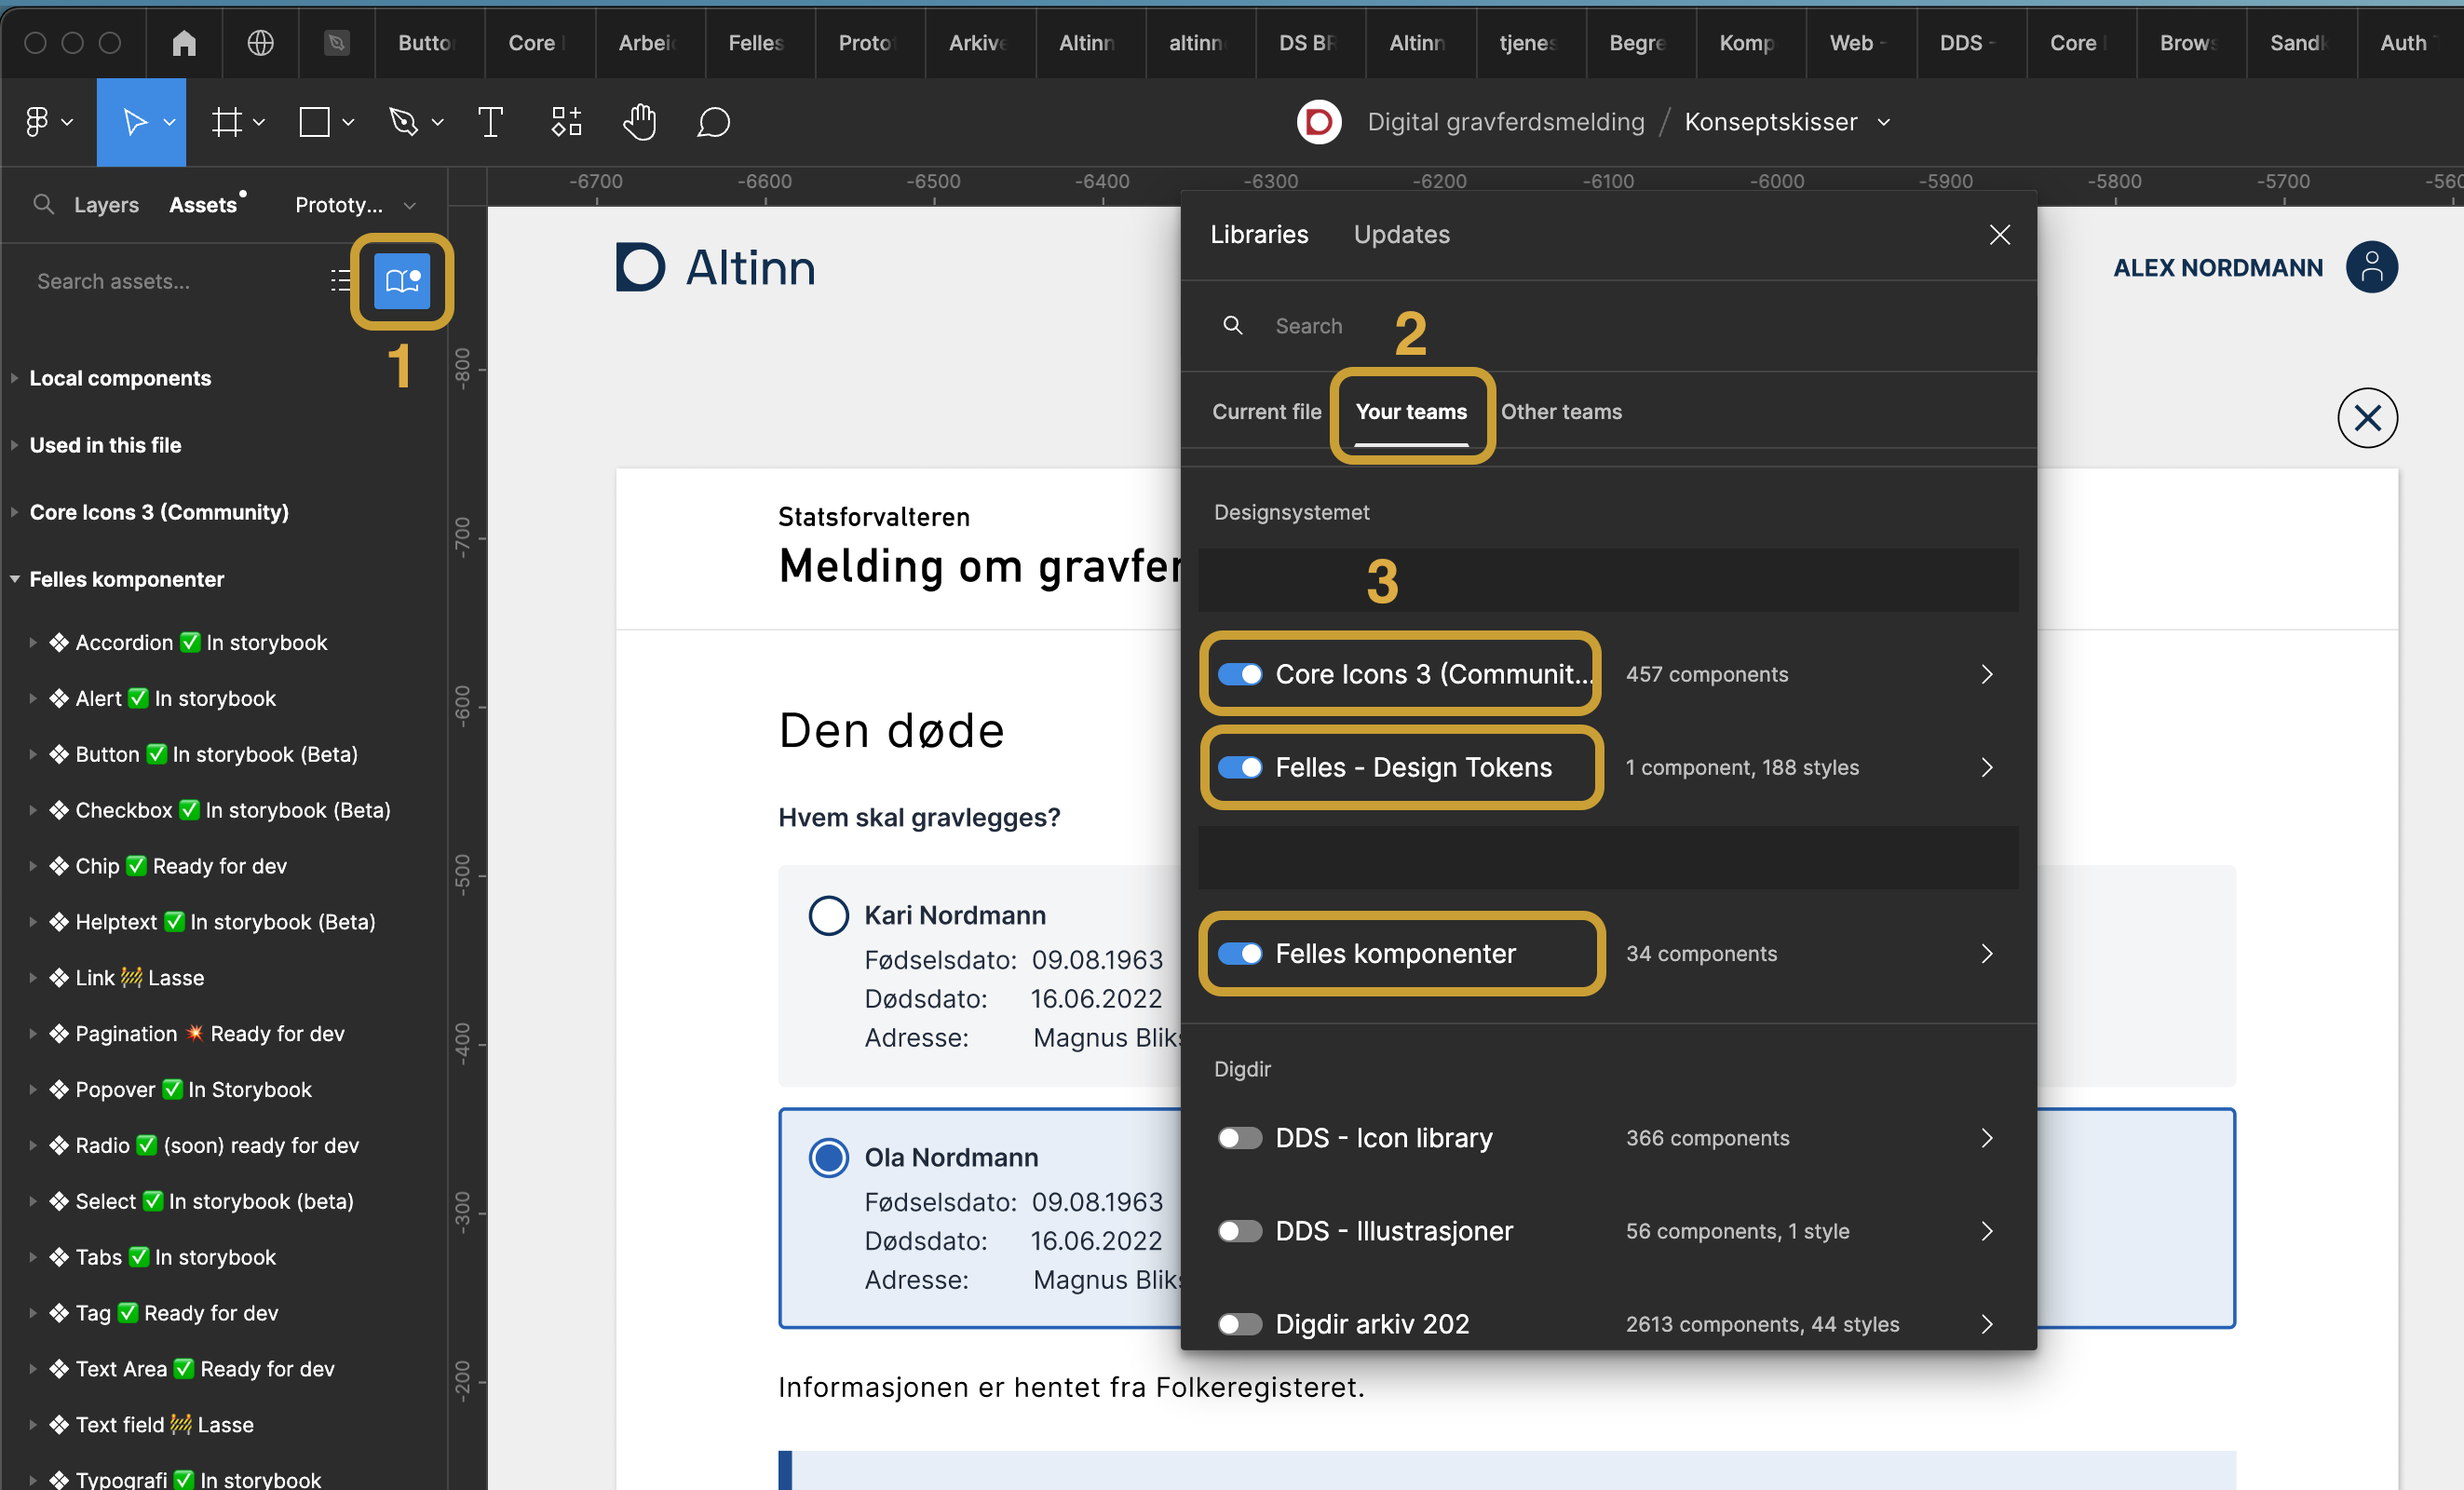 Butto
Core
Arbei
Felles
Proto
Arkive
Altinn
altinn
DS BR
Altinn
tjenes
Begre
Komp
Web -
DDS -
Core
Brows
Sandk
Auth
Digital gravferdsmelding / Konseptskisser
Layers
Assets
Prototy...
-6700
-6600
-6500
-6400
-6300
-6200
-6100
-6000
-5900
-5800
-5700
-560
Search assets...
1
Local components
Used in this file
Core Icons 3 (Community)
Felles komponenter
Accordion ✅ In storybook
Alert ✅ In storybook
Button ✅ In storybook (Beta)
Checkbox ✅ In storybook (Beta)
Chip ✅ Ready for dev
Helptext ✅ In storybook (Beta)
Link 🚧 Lasse
Pagination 💥 Ready for dev
Popover ✅ In Storybook
Radio ✅ (soon) ready for dev
Select ✅ In storybook (beta)
Tabs ✅ In storybook
Tag ✅ Ready for dev
Text Area ✅ Ready for dev
Text field 🚧 Lasse
Typografi ✅ In storybook
-800
-700
-600
-500
-400
-300
-200
Altinn
ALEX NORDMANN
Statsforvalteren
Melding om gravfer
Den døde
Hvem skal gravlegges?
Kari Nordmann
Fødselsdato: 09.08.1963
Dødsdato: 16.06.2022
Adresse: Magnus Bliks
Ola Nordmann
Fødselsdato: 09.08.1963
Dødsdato: 16.06.2022
Adresse: Magnus Bliks
Informasjonen er hentet fra Folkeregisteret.
Libraries
Updates
Search
2
Current file
Your teams
Other teams
Designsystemet
3
Core Icons 3 (Communit... 457 components
Felles - Design Tokens 1 component, 188 styles
Felles komponenter 34 components
Digdir
DDS - Icon library 366 components
DDS - Illustrasjoner 56 components, 1 style
Digdir arkiv 202 2613 components, 44 styles